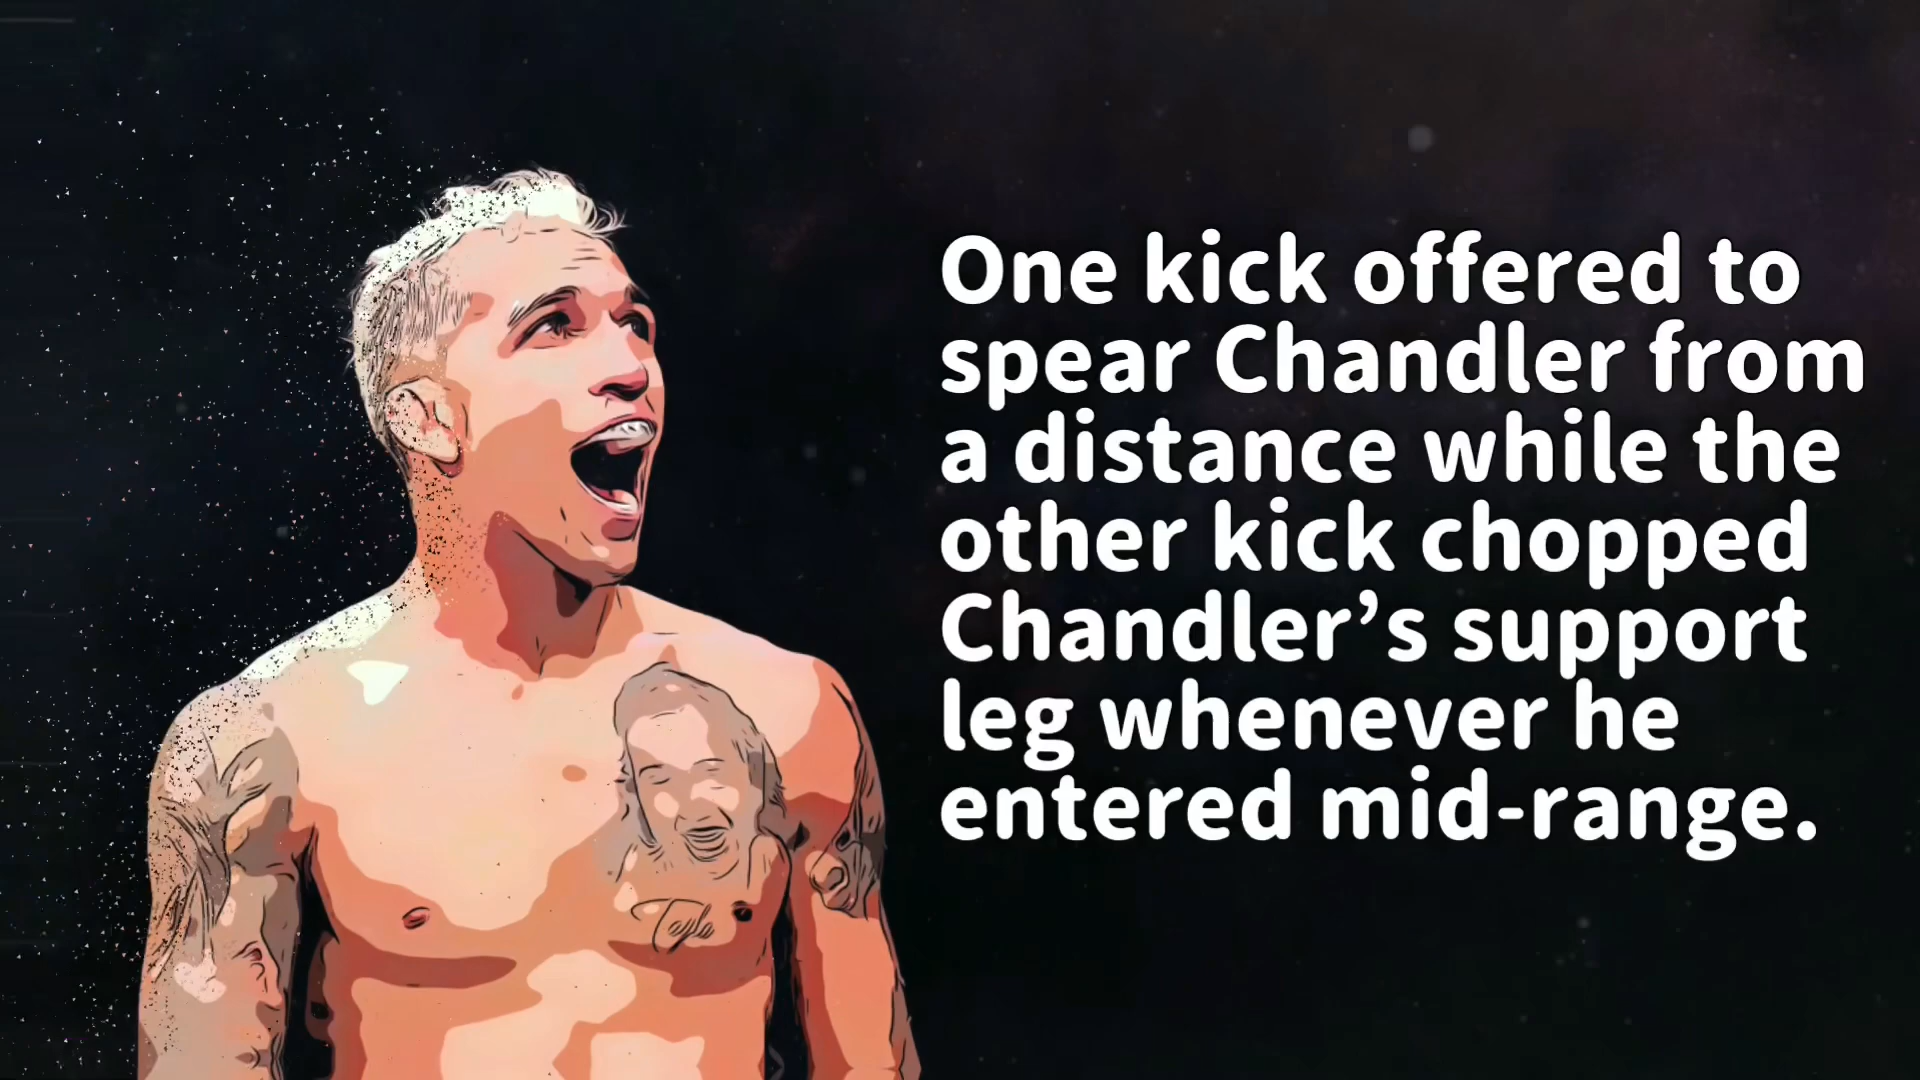 One kick offered to
spear Chandler from
a distance while the
other kick chopped
Chandler’s support
leg whenever he
entered mid-range.